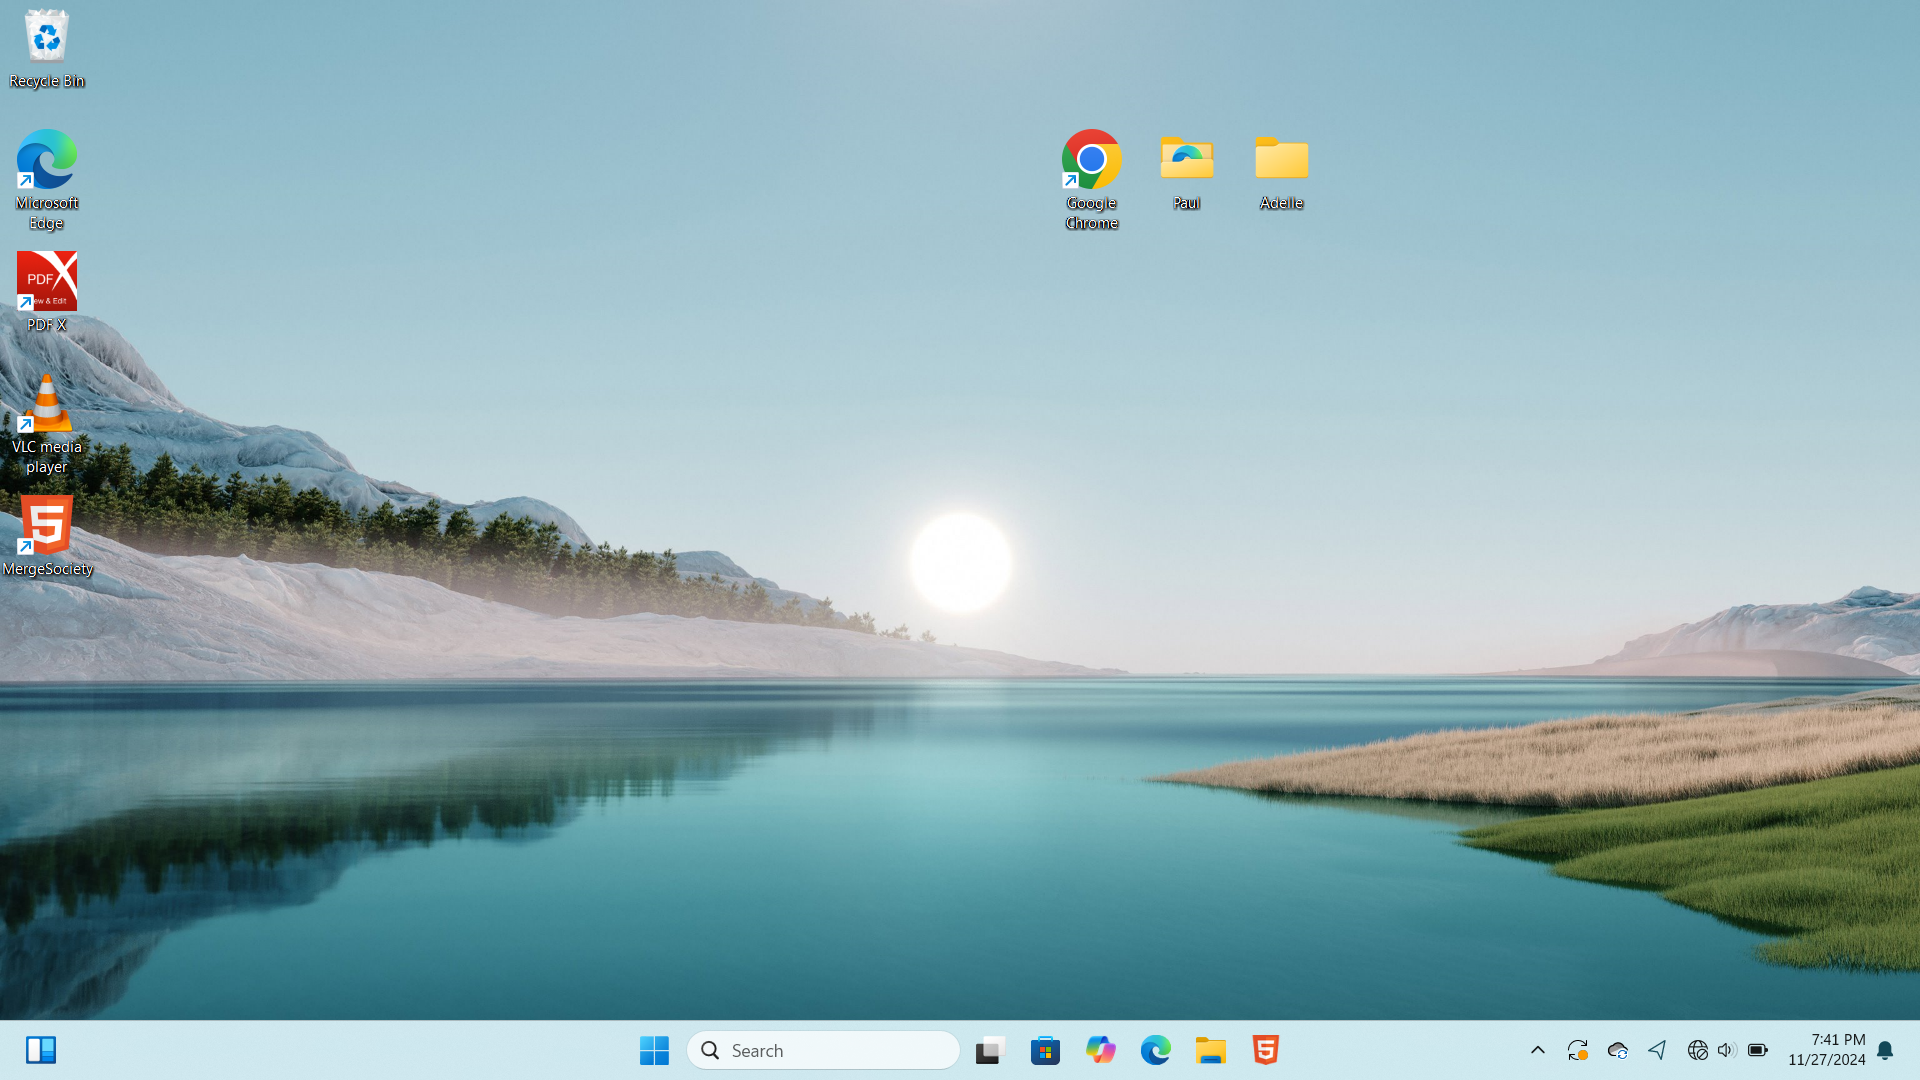 Recycle Bin
Microsoft
Edge
PDF
View & Edit
PDF X
VLC media
player
MergeSociety
Google
Chrome
Paul
Adelle
Search
7:41 PM
11/27/2024